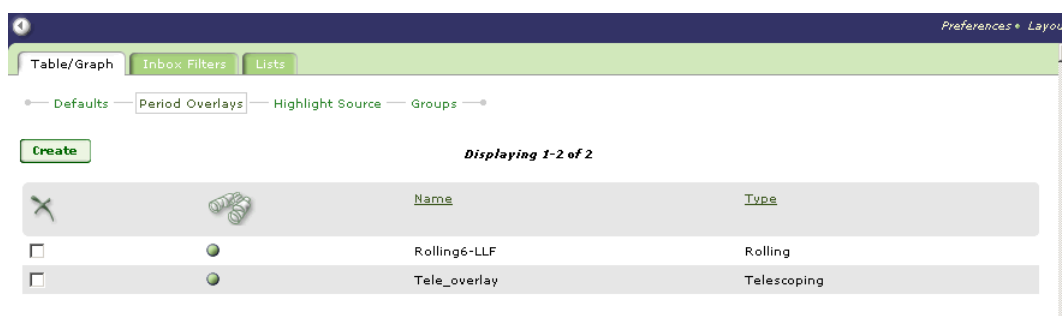 Preferences • Layou
Table/Graph Inbox Filters Lists
Defaults Period Overlays Highlight Source Groups
Create Displaying 1-2 of 2
Name Type
Rolling6-LLF Rolling
Tele_overlay Telescoping